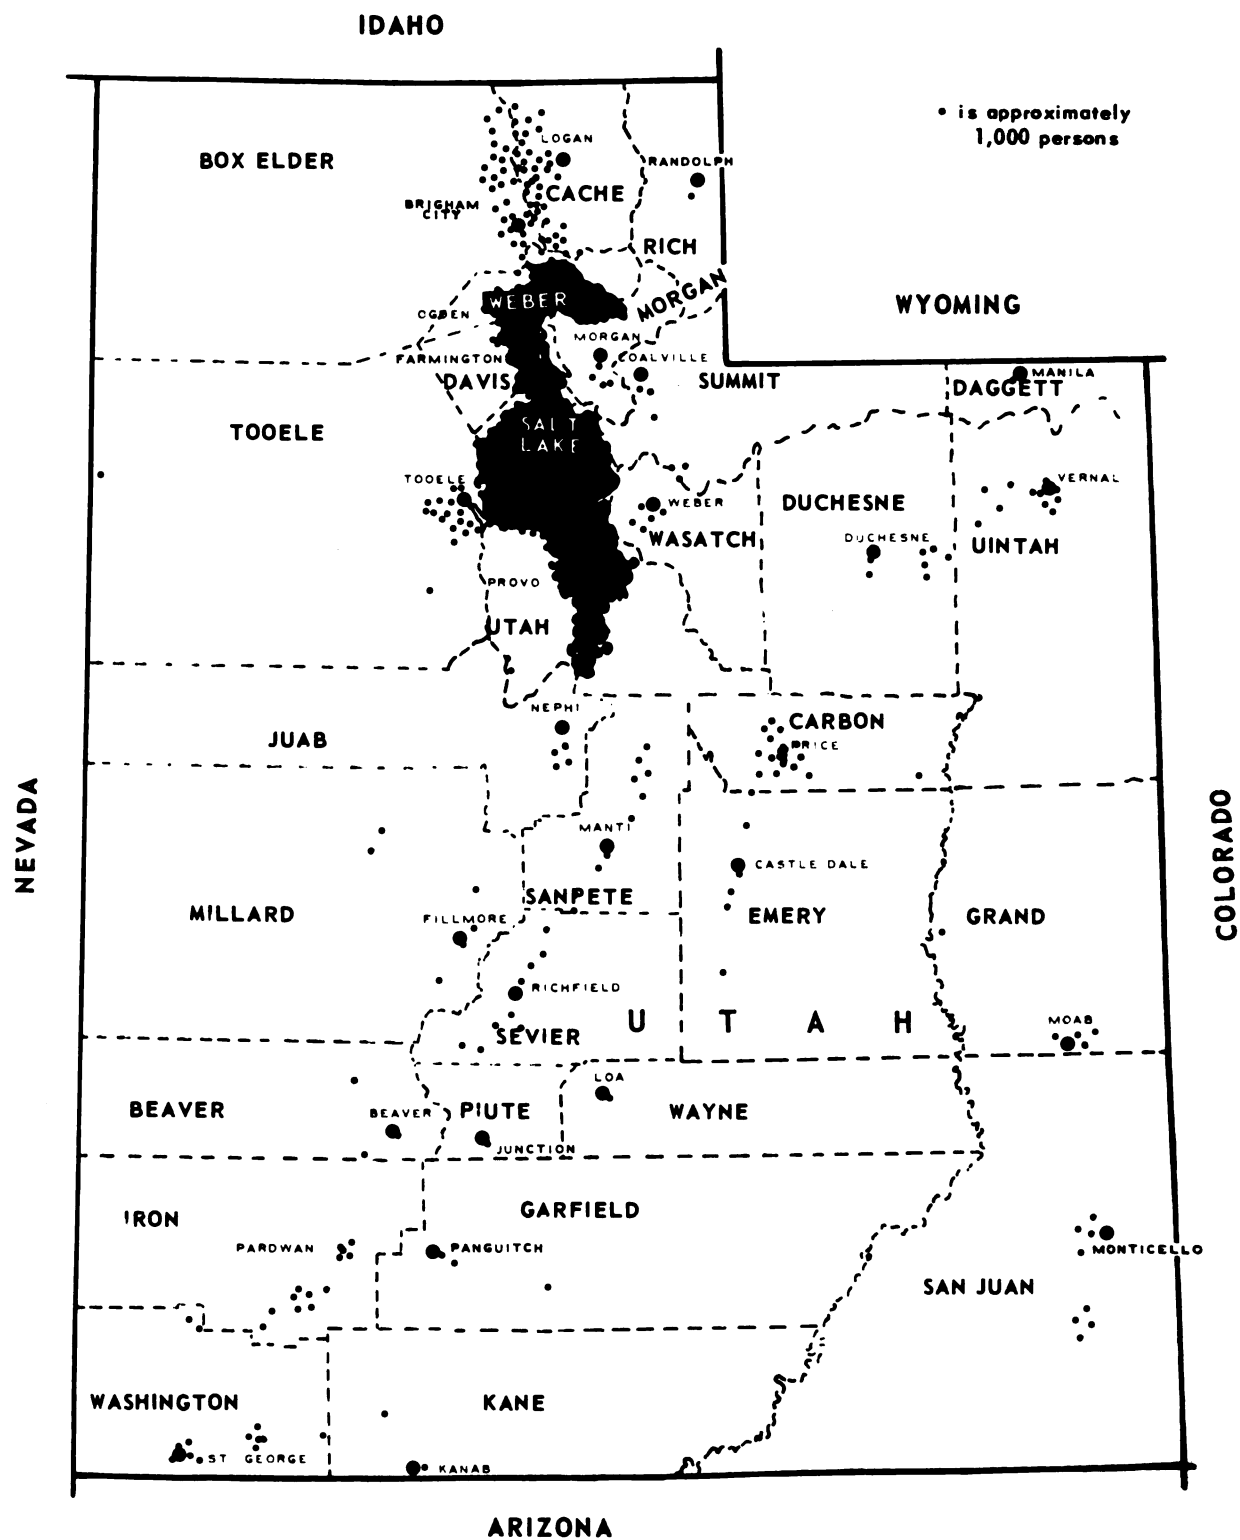 IDAHO
• is approximately
1,000 persons
LOGAN
BOX ELDER
RANDOLPH
CACHE
BRIGHAM
CITY
RICH
MORGAN
WEBER
WYOMING
OGBEN
MORGAN
FARMINGTON
COALVILLE
MANILA
DAVIS
SUMMIT
DAGGETT
SALT
LAKE
TOOELE
TOOELE
VERNAL
WEBER
DUCHESNE
WASATCH
DUCHESNE
UINTAH
PROVO
UTAH
NEPHI
CARBON
JUAB
PRICE
NEVADA
COLORADO
MANTI
CASTLE DALE
SANPETE
MILLARD
FILLMORE
EMERY
GRAND
RICHFIELD
UTAH
MOAB
SEVIER
LOA
BEAVER
BEAVER
PIUTE
WAYNE
JUNCTION
IRON
GARFIELD
PARDWAN
PANGUITCH
MONTICELLO
SAN JUAN
WASHINGTON
KANE
ST GEORGE
KANAB
ARIZONA